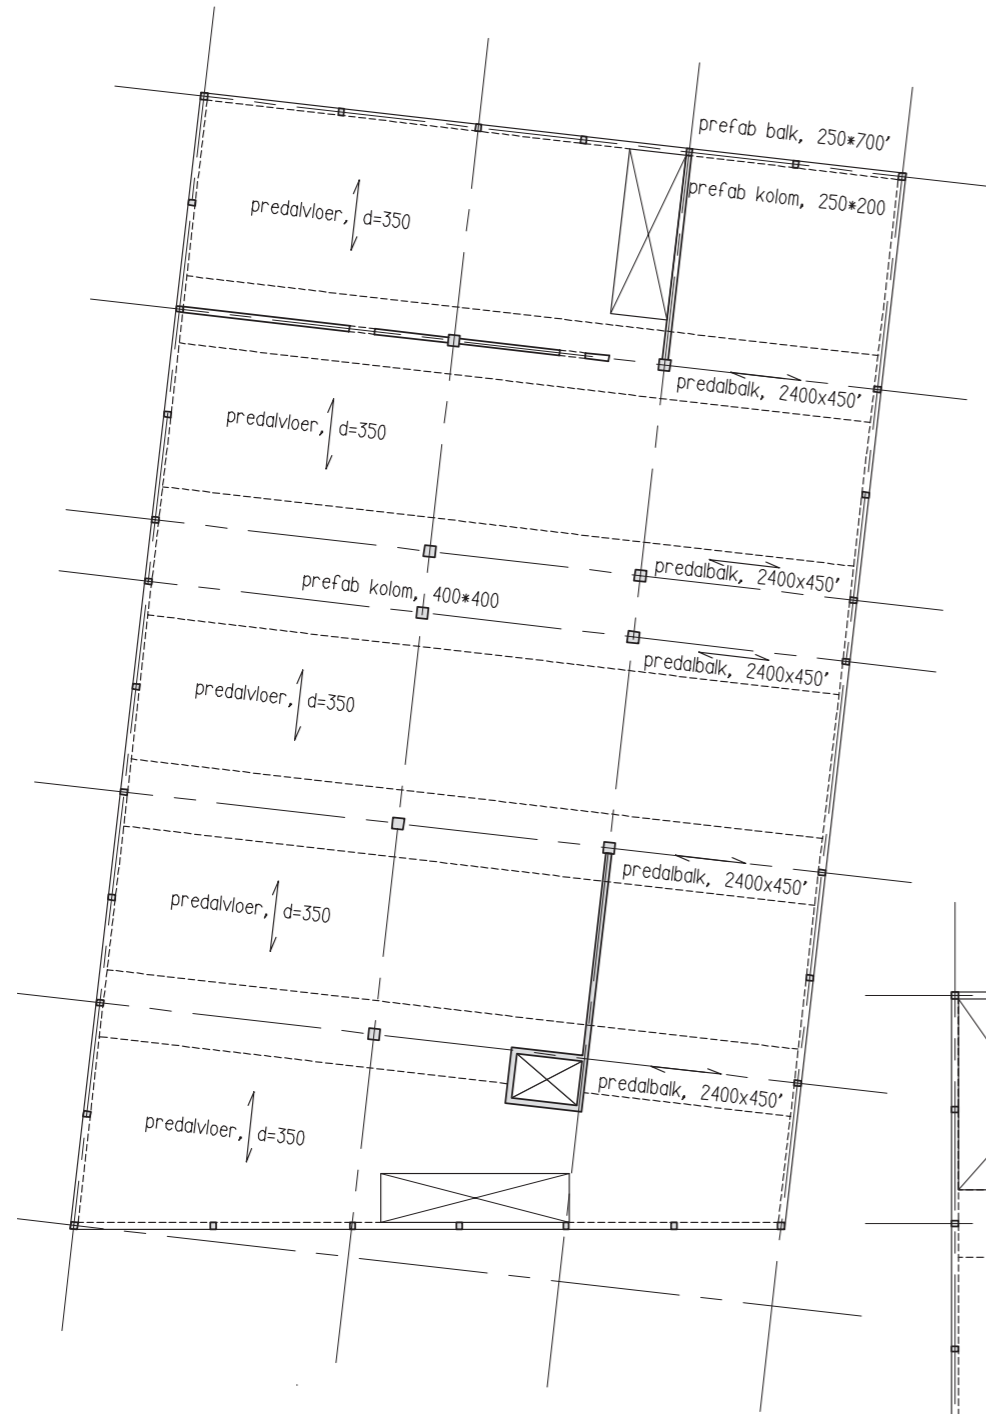 prefab balk, 250*700'
prefab kolom, 250*200
predalvloer, d=350
predalbalk, 2400x450'
predalvloer, d=350
predalbalk, 2400x450'
prefab kolom, 400*400
predalbalk, 2400x450'
predalvloer, d=350
predalbalk, 2400x450'
predalvloer, d=350
predalbalk, 2400x450'
predalvloer, d=350